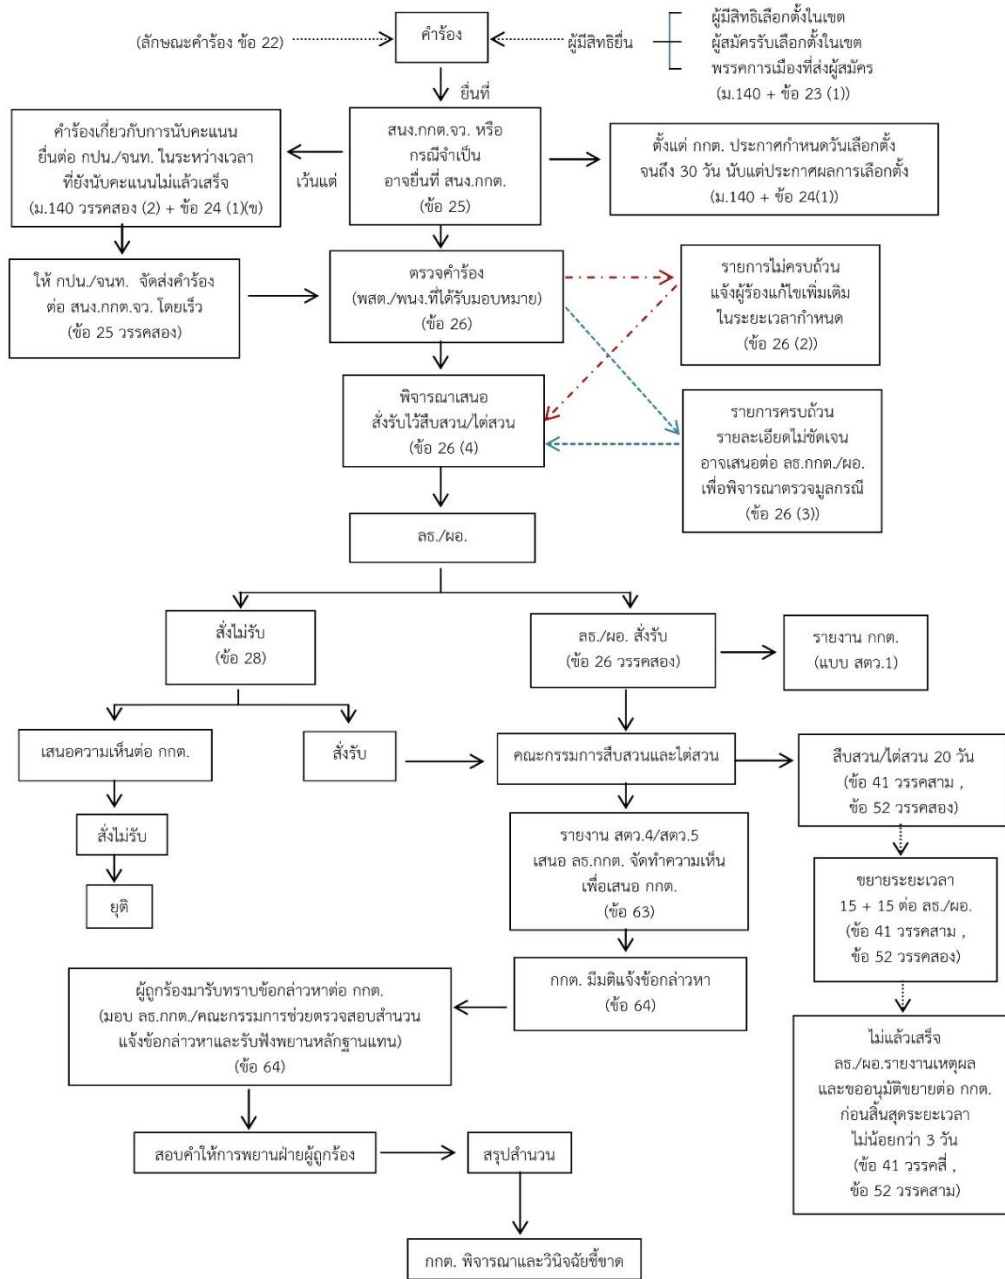 (ลักษณะคำร้อง ข้อ 22)
คำร้อง
ผู้มีสิทธิยื่น
ผู้มีสิทธิเลือกตั้งในเขต
ผู้สมัครรับเลือกตั้งในเขต
พรรคการเมืองที่ส่งผู้สมัคร
(ม.140 + ข้อ 23 (1))
ยื่นที่
คำร้องเกี่ยวกับการนับคะแนน
ยื่นต่อ กปน./จนท. ในระหว่างเวลา
ที่ยังนับคะแนนไม่แล้วเสร็จ
(ม.140 วรรคสอง (2) + ข้อ 24 (1)(ข)
เว้นแต่
สนง.กกต.จว. หรือ
กรณีจำเป็น
อาจยื่นที่ สนง.กกต.
(ข้อ 25)
ตั้งแต่ กกต. ประกาศกำหนดวันเลือกตั้ง
จนถึง 30 วัน นับแต่ประกาศผลการเลือกตั้ง
(ม.140 + ข้อ 24(1))
ให้ กปน./จนท. จัดส่งคำร้อง
ต่อ สนง.กกต.จว. โดยเร็ว
(ข้อ 25 วรรคสอง)
ตรวจคำร้อง
(พสต./พนง.ที่ได้รับมอบหมาย)
(ข้อ 26)
รายการไม่ครบถ้วน
แจ้งผู้ร้องแก้ไขเพิ่มเติม
ในระยะเวลากำหนด
(ข้อ 26 (2))
พิจารณาเสนอ
สั่งรับไว้สืบสวน/ไต่สวน
(ข้อ 26 (4)
รายการครบถ้วน
รายละเอียดไม่ชัดเจน
อาจเสนอต่อ ลธ.กกต./ผอ.
เพื่อพิจารณาตรวจมูลกรณี
(ข้อ 26 (3))
ลธ./ผอ.
สั่งไม่รับ
(ข้อ 28)
ลธ./ผอ. สั่งรับ
(ข้อ 26 วรรคสอง)
รายงาน กกต.
(แบบ สตว.1)
เสนอความเห็นต่อ กกต.
สั่งรับ
คณะกรรมการสืบสวนและไต่สวน
สืบสวน/ไต่สวน 20 วัน
(ข้อ 41 วรรคสาม ,
ข้อ 52 วรรคสอง)
สั่งไม่รับ
ยุติ
รายงาน สตว.4/สตว.5
เสนอ ลธ.กกต. จัดทำความเห็น
เพื่อเสนอ กกต.
(ข้อ 63)
ขยายระยะเวลา
15 + 15 ต่อ ลธ./ผอ.
(ข้อ 41 วรรคสาม ,
ข้อ 52 วรรคสอง)
กกต. มีมติแจ้งข้อกล่าวหา
(ข้อ 64)
ผู้ถูกร้องมารับทราบข้อกล่าวหาต่อ กกต.
(มอบ ลธ.กกต./คณะกรรมการช่วยตรวจสอบสำนวน
แจ้งข้อกล่าวหาและรับฟังพยานหลักฐานแทน)
(ข้อ 64)
ไม่แล้วเสร็จ
ลธ./ผอ.รายงานเหตุผล
และขออนุมัติขยายต่อ กกต.
ก่อนสิ้นสุดระยะเวลา
ไม่น้อยกว่า 3 วัน
(ข้อ 41 วรรคสี่ ,
ข้อ 52 วรรคสาม)
สอบคำให้การพยานฝ่ายผู้ถูกร้อง
สรุปสำนวน
กกต. พิจารณาและวินิจฉัยชี้ขาด